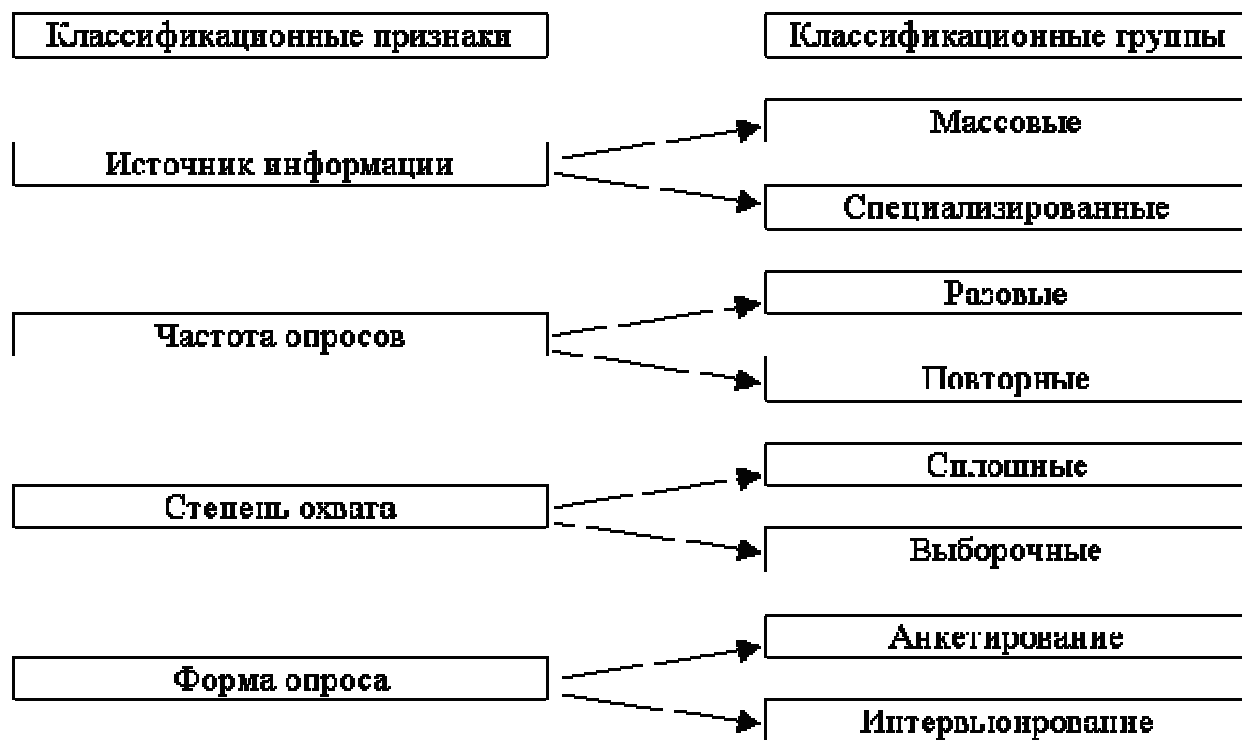 Классификационные признаки
Классификационные группы
Источник информации
Массовые
Специализированные
Частота опросов
Разовые
Повторные
Степень охвата
Сплошные
Выборочные
Форма опроса
Анкетирование
Интервьюирование